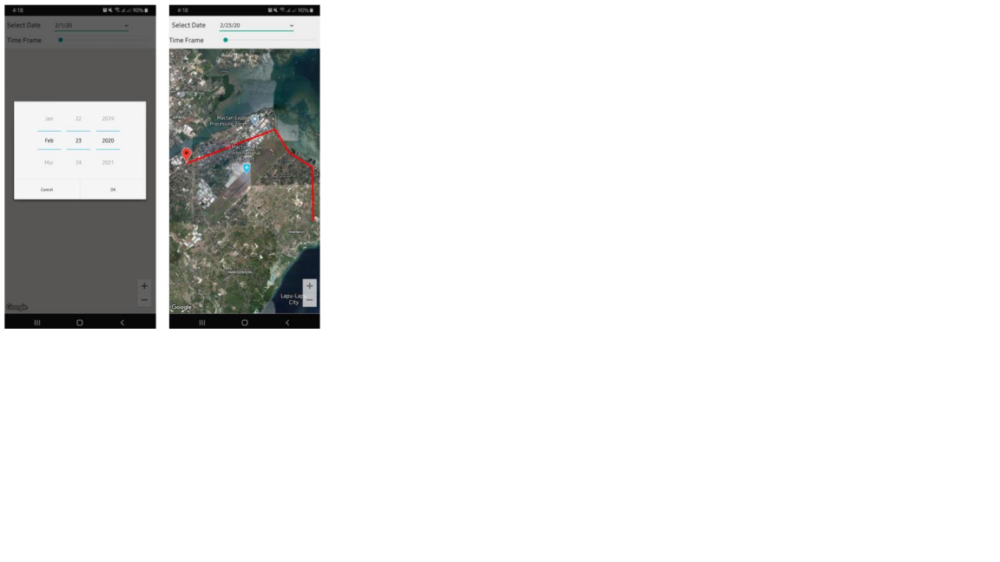 4:18
90%
Select Date 2/1/20
Time Frame
Jan 22 2019
Feb 23 2020
Mar 24 2021
Cancel OK
+
−
Google
4:18
90%
Select Date 2/23/20
Time Frame
Mactan Export
Processing Zone
Mactan Cebu
International
Airport
MARIGONDON
Lapu-Lapu
City
+
−
Google